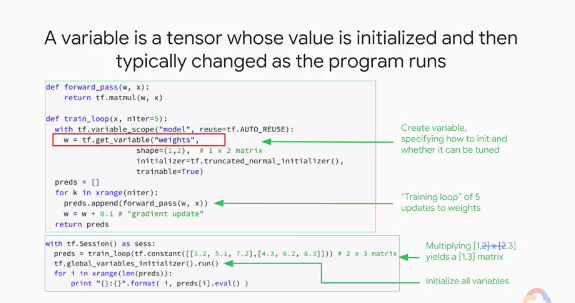 A variable is a tensor whose value is initialized and then
typically changed as the program runs
def forward_pass(w, x):
return tf.matmul(w, x)
def train_loop(x, niter=5):
with tf.variable_scope("model", reuse=tf.AUTO_REUSE):
w = tf.get_variable("weights",
shape=(1,2), # 1 x 2 matrix
initializer=tf.truncated_normal_initializer(),
trainable=True)
preds = []
for k in xrange(niter):
preds.append(forward_pass(w, x))
w = w + 0.1 # "gradient update"
return preds
Create variable,
specifying how to init and
whether it can be tuned
"Training loop" of 5
updates to weights
with tf.Session() as sess:
preds = train_loop(tf.constant([[3.2, 5.1, 7.2],[4.3, 6.2, 8.3]])) # 2 x 3 matrix
tf.global_variables_initializer().run()
for i in xrange(len(preds)):
print "{}:{}".format( i, preds[i].eval() )
Multiplying [1,2] x [2,3]
yields a [1,3] matrix
Initialize all variables